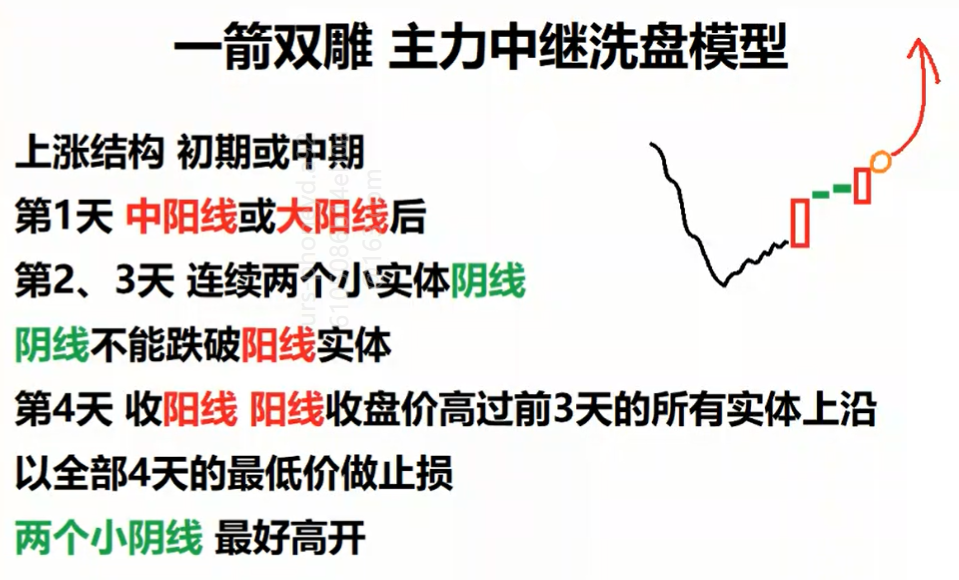 一箭双雕 主力中继洗盘模型
上涨结构 初期或中期
第1天 中阳线或大阳线后
第2、3天 连续两个小实体阴线
阴线不能跌破阳线实体
第4天 收阳线 阳线收盘价高过前3天的所有实体上沿
以全部4天的最低价做止损
两个小阴线 最好高开